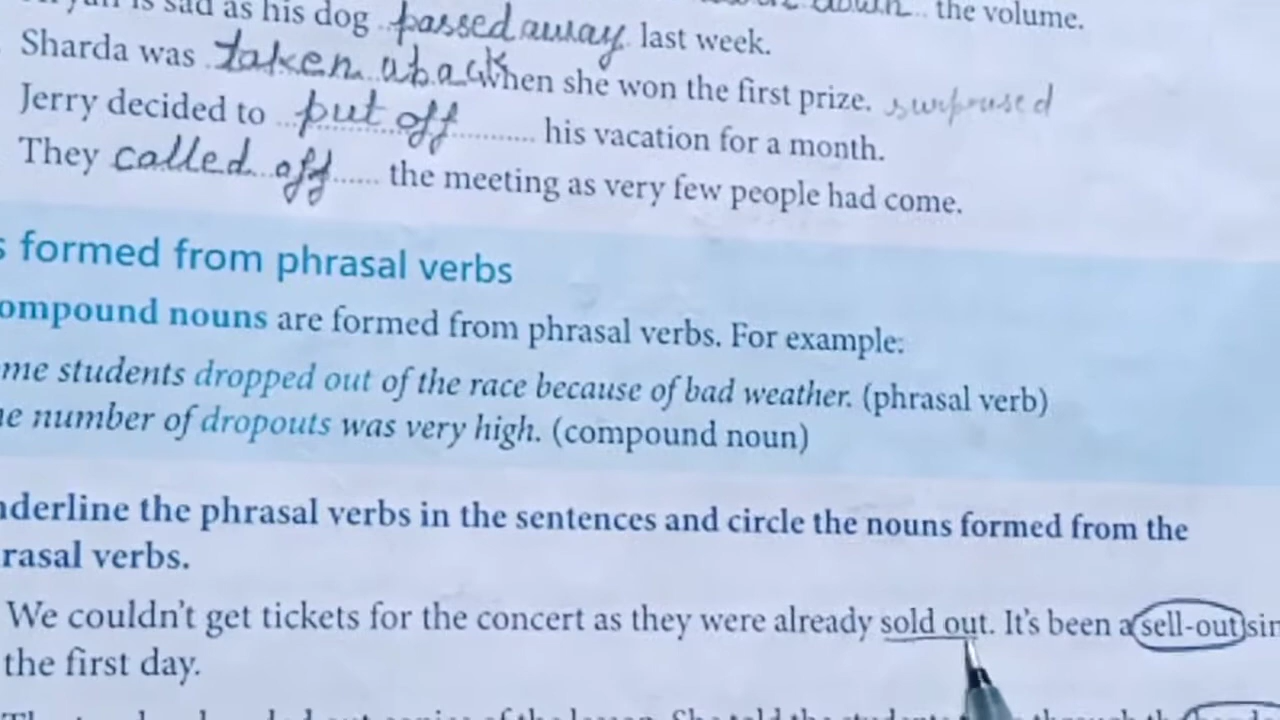 is sad as his dog passed away last week.
the volume.
Sharda was taken aback when she won the first prize. surprised
Jerry decided to put off his vacation for a month.
They called off the meeting as very few people had come.
s formed from phrasal verbs
ompound nouns are formed from phrasal verbs. For example:
me students dropped out of the race because of bad weather. (phrasal verb)
e number of dropouts was very high. (compound noun)
nderline the phrasal verbs in the sentences and circle the nouns formed from the
rasal verbs.
We couldn't get tickets for the concert as they were already sold out. It's been a sell-out sin
the first day.